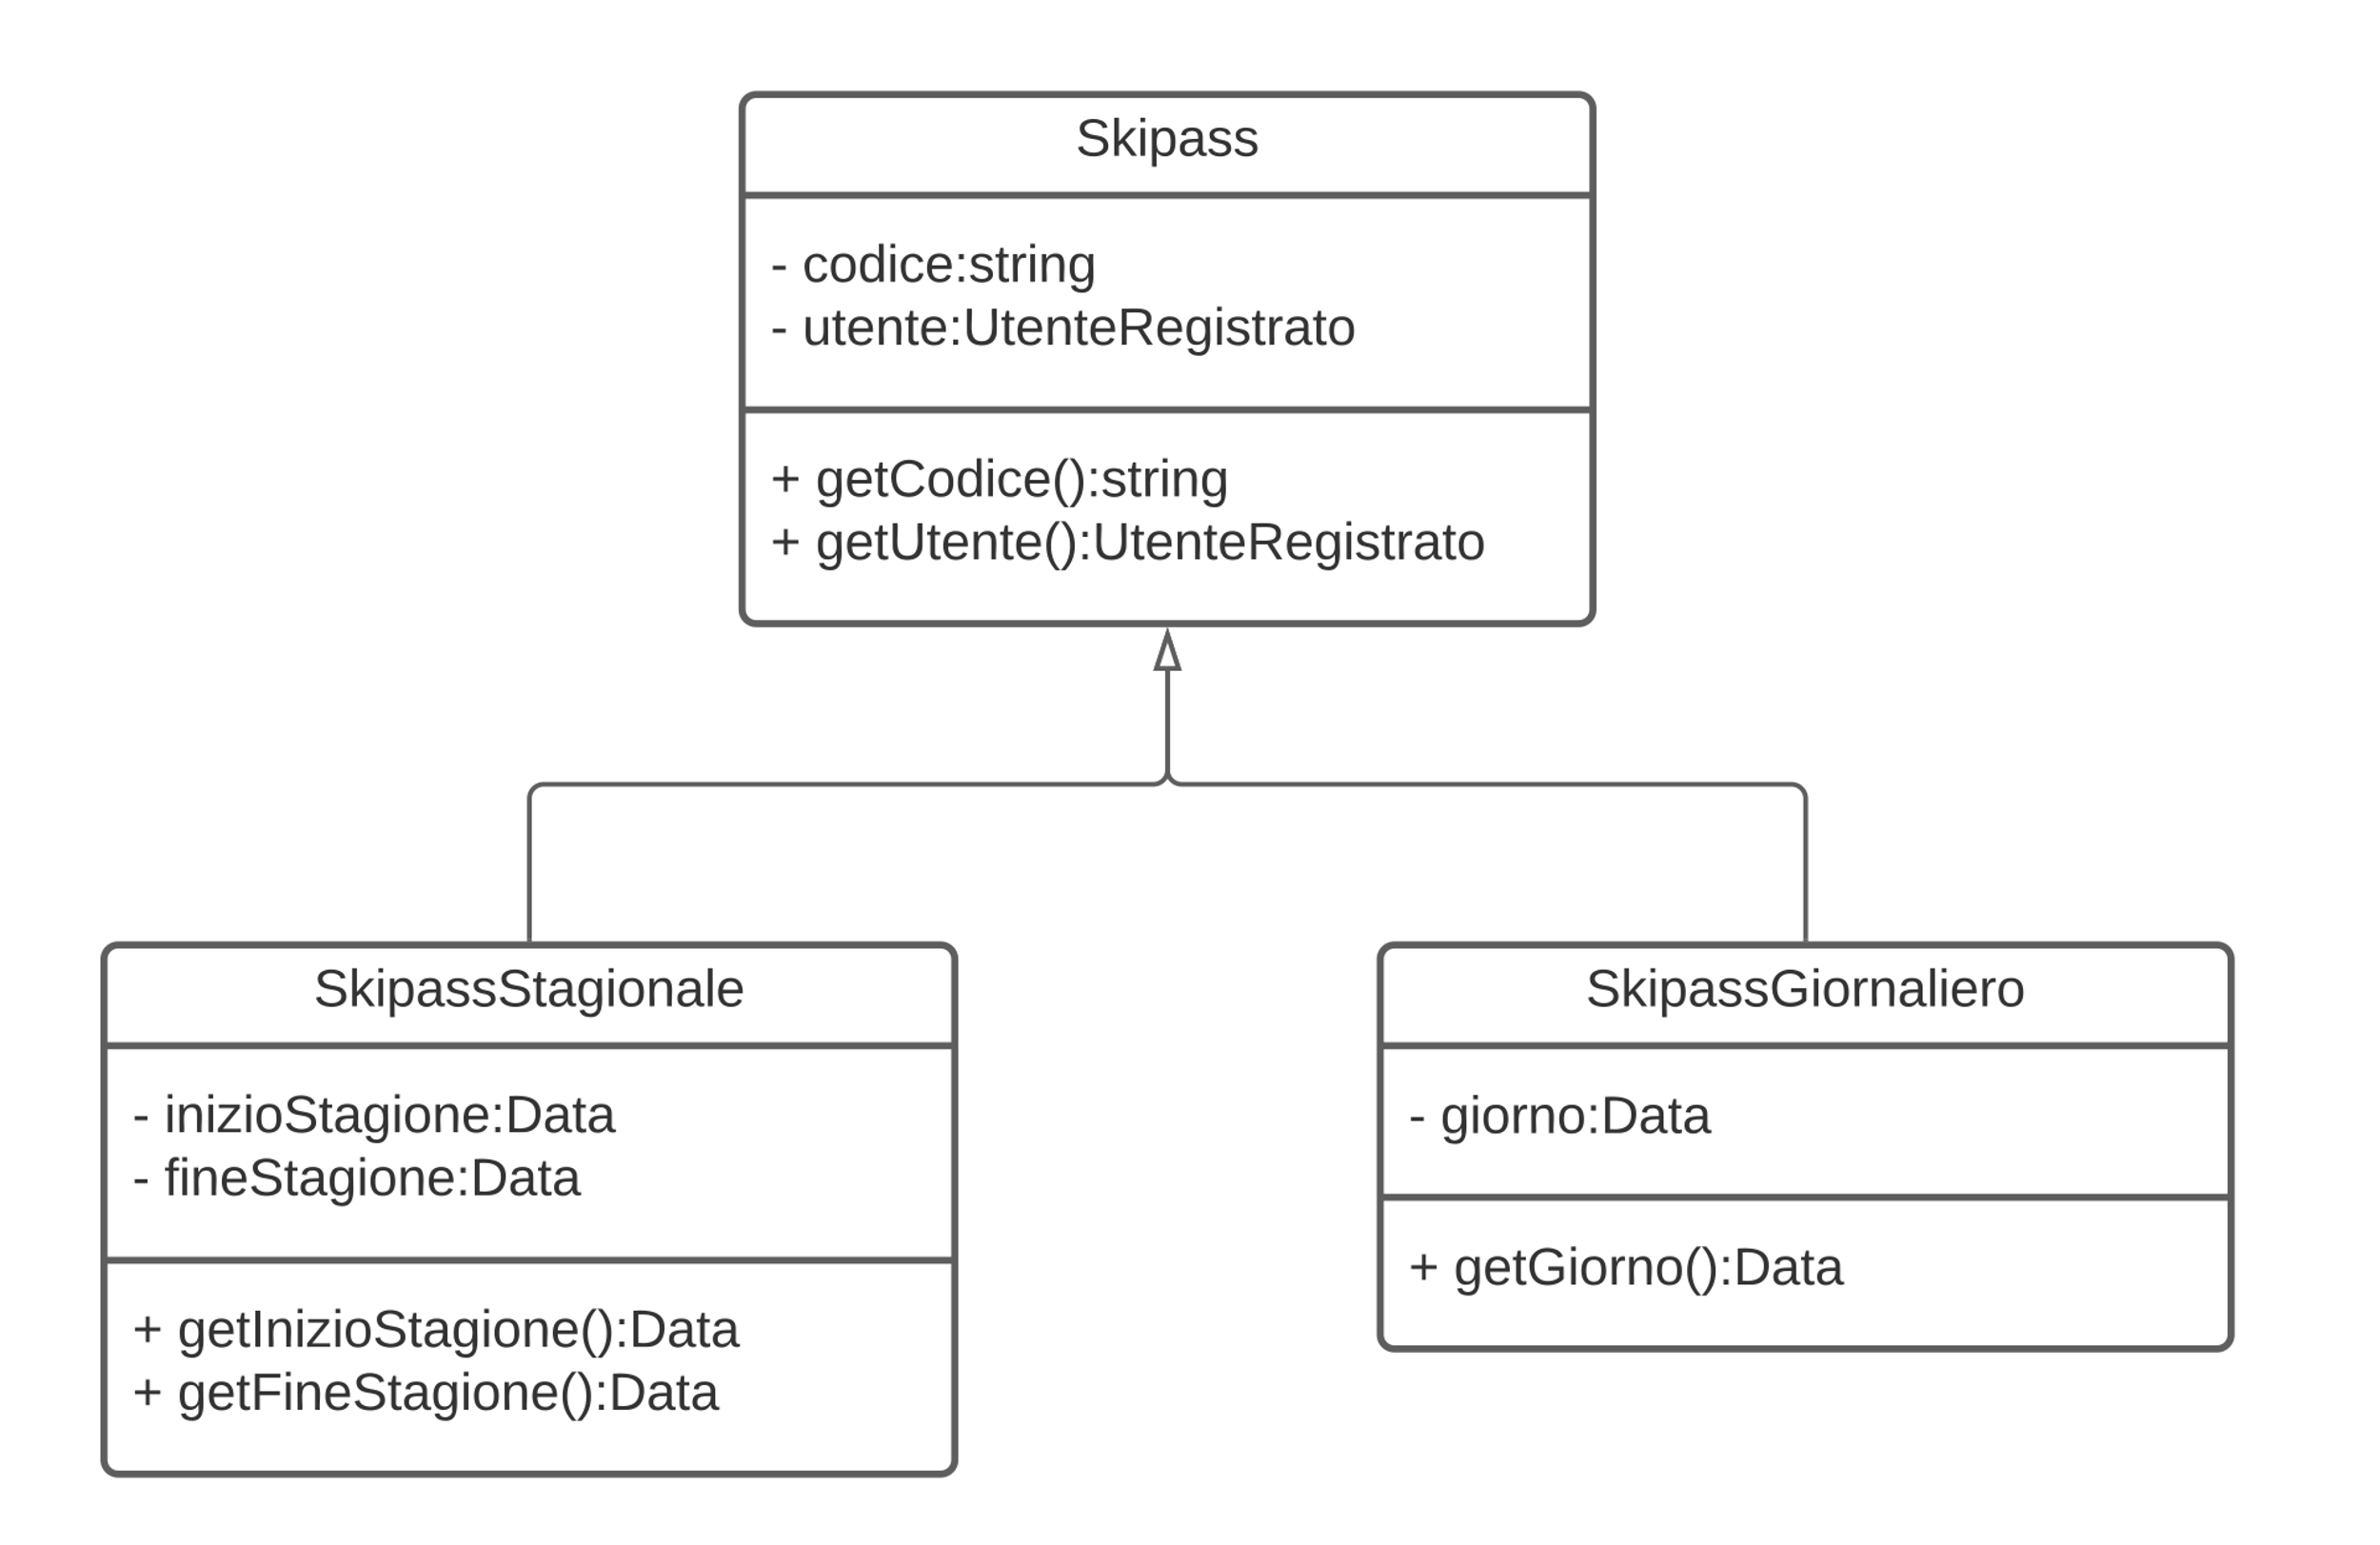 Skipass
- codice:string
- utente:UtenteRegistrato
+ getCodice():string
+ getUtente():UtenteRegistrato
SkipassStagionale
- inizioStagione:Data
- fineStagione:Data
+ getInizioStagione():Data
+ getFineStagione():Data
SkipassGiornaliero
- giorno:Data
+ getGiorno():Data